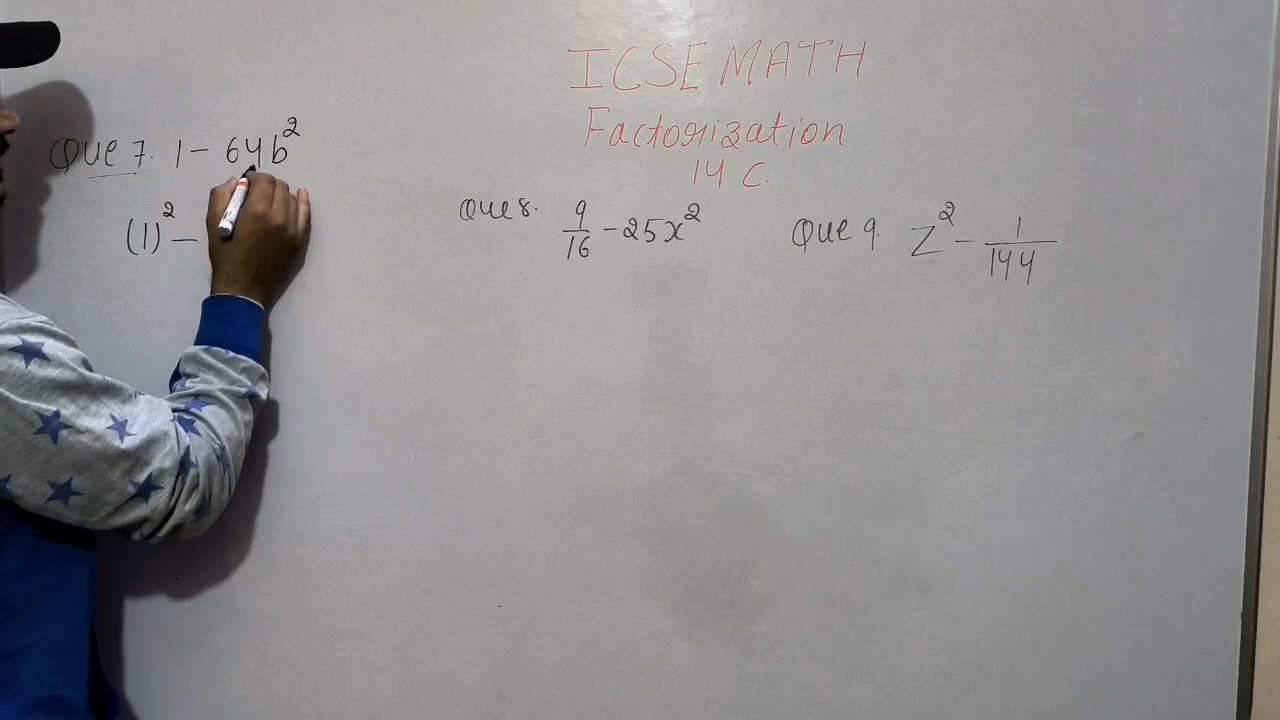 ICSE MATH
Factorization
14 C.
Que 7. 1 - 64b²
(1)² -
Que 8. 9/16 - 25x²
Que 9. Z² - 1/144